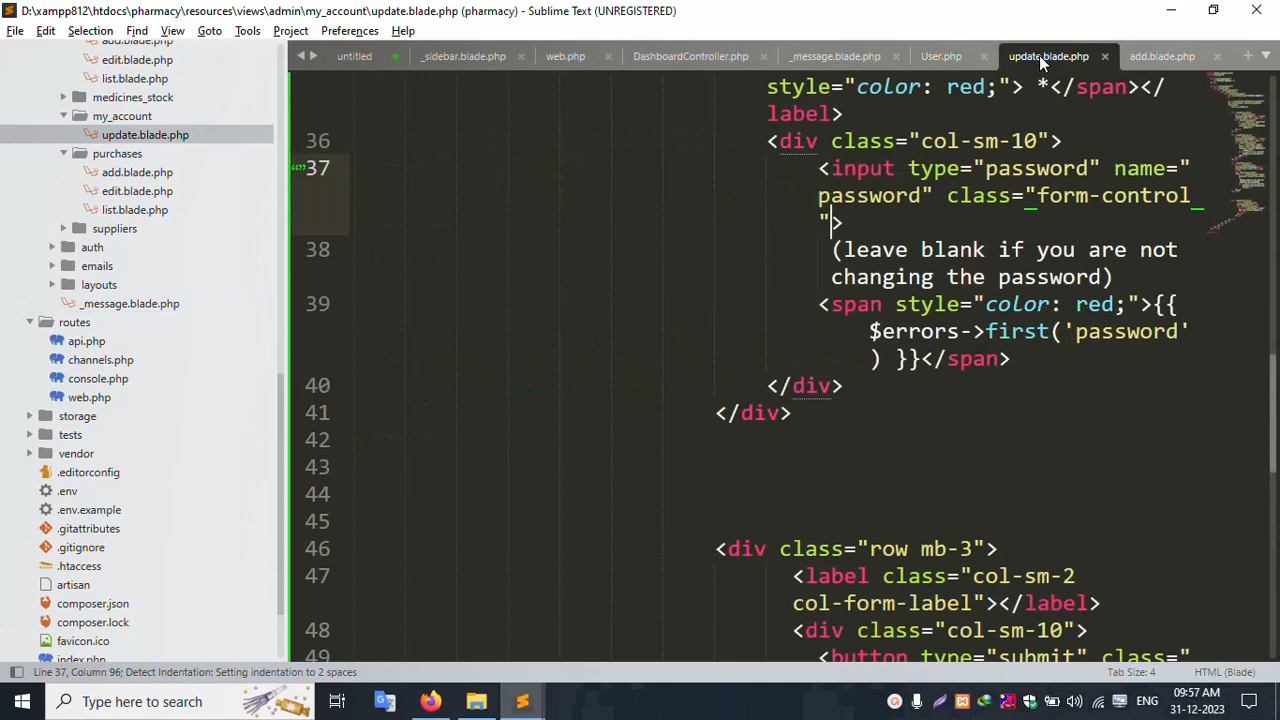 D:\xampp812\htdocs\pharmacy\resources\views\admin\my_account\update.blade.php (pharmacy) - Sublime Text (UNREGISTERED)
File Edit Selection Find View Goto Tools Project Preferences Help
add.blade.php
edit.blade.php
list.blade.php
medicines_stock
my_account
update.blade.php
purchases
add.blade.php
edit.blade.php
list.blade.php
suppliers
auth
emails
layouts
_message.blade.php
routes
api.php
channels.php
console.php
web.php
storage
tests
vendor
.editorconfig
.env
.env.example
.gitattributes
.gitignore
.htaccess
artisan
composer.json
composer.lock
favicon.ico
index.php
untitled _sidebar.blade.php web.php DashboardController.php _message.blade.php User.php update.blade.php add.blade.php
style="color: red;"> *</span></
label>
36 <div class="col-sm-10">
37 <input type="password" name="
password" class="form-control
">
38 (leave blank if you are not
changing the password)
39 <span style="color: red;">{{
$errors->first('password'
) }}</span>
40 </div>
41 </div>
42
43
44
45
46 <div class="row mb-3">
47 <label class="col-sm-2
col-form-label"></label>
48 <div class="col-sm-10">
49 <button type="submit" class="
Line 37, Column 96; Detect Indentation: Setting indentation to 2 spaces Tab Size: 4 HTML (Blade)
Type here to search
ENG
09:57 AM
31-12-2023